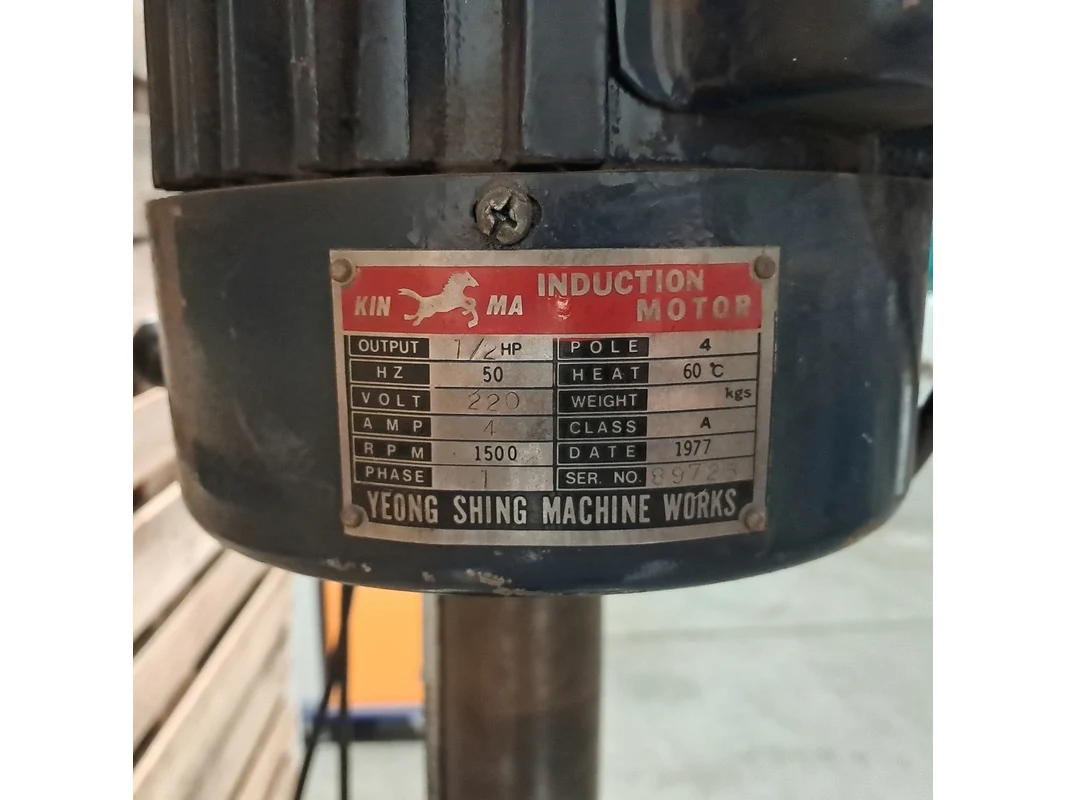 KIN MA INDUCTION
MOTOR
OUTPUT 1/2 HP POLE 4
HZ 50 HEAT 60 ℃
VOLT 220 WEIGHT kgs
AMP 4 CLASS A
RPM 1500 DATE 1977
PHASE 1 SER. NO.
YEONG SHING MACHINE WORKS